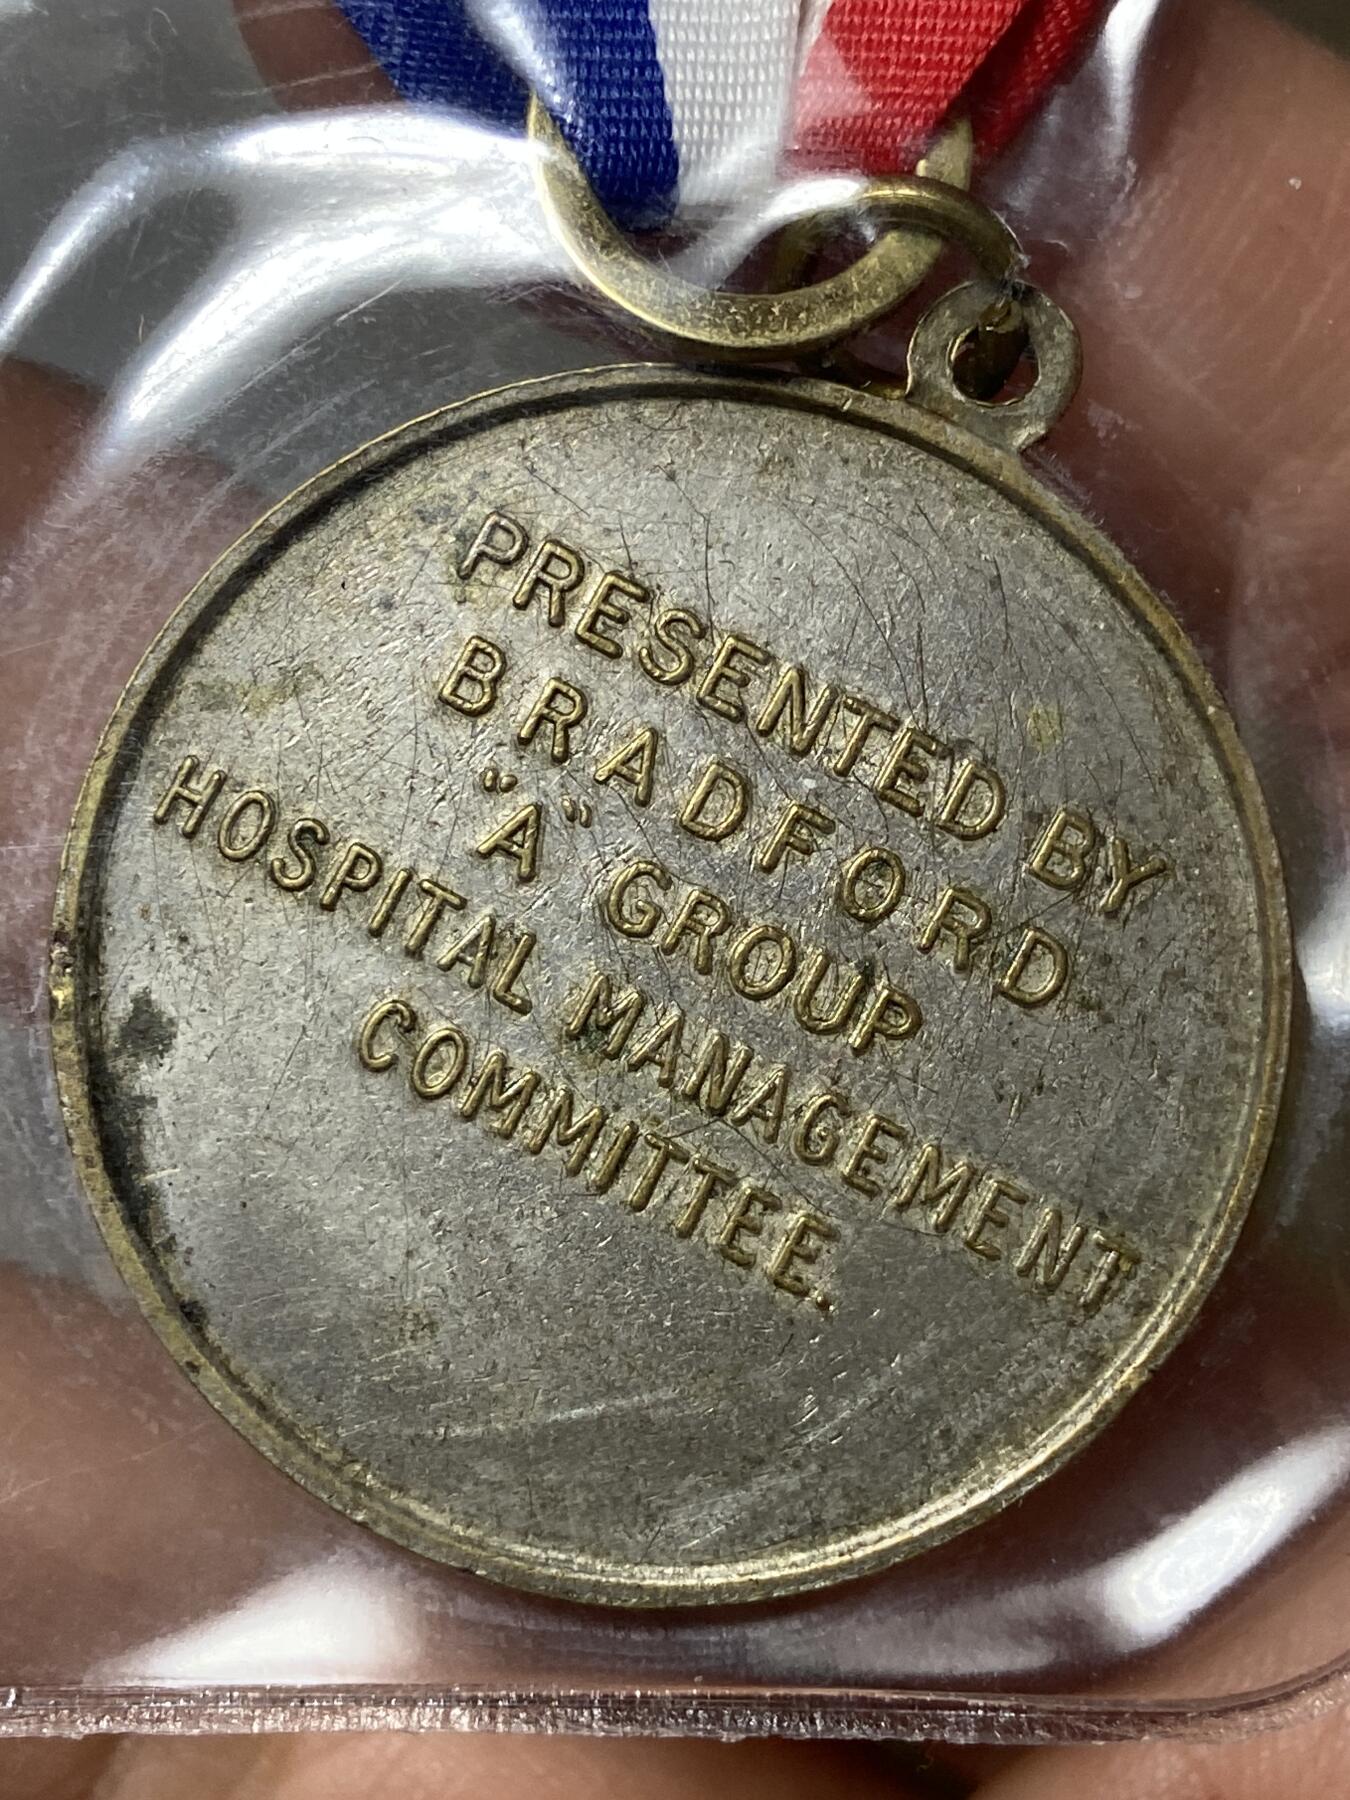 PRESENTED BY
BRADFORD
"A" GROUP
HOSPITAL MANAGEMENT
COMMITTEE.